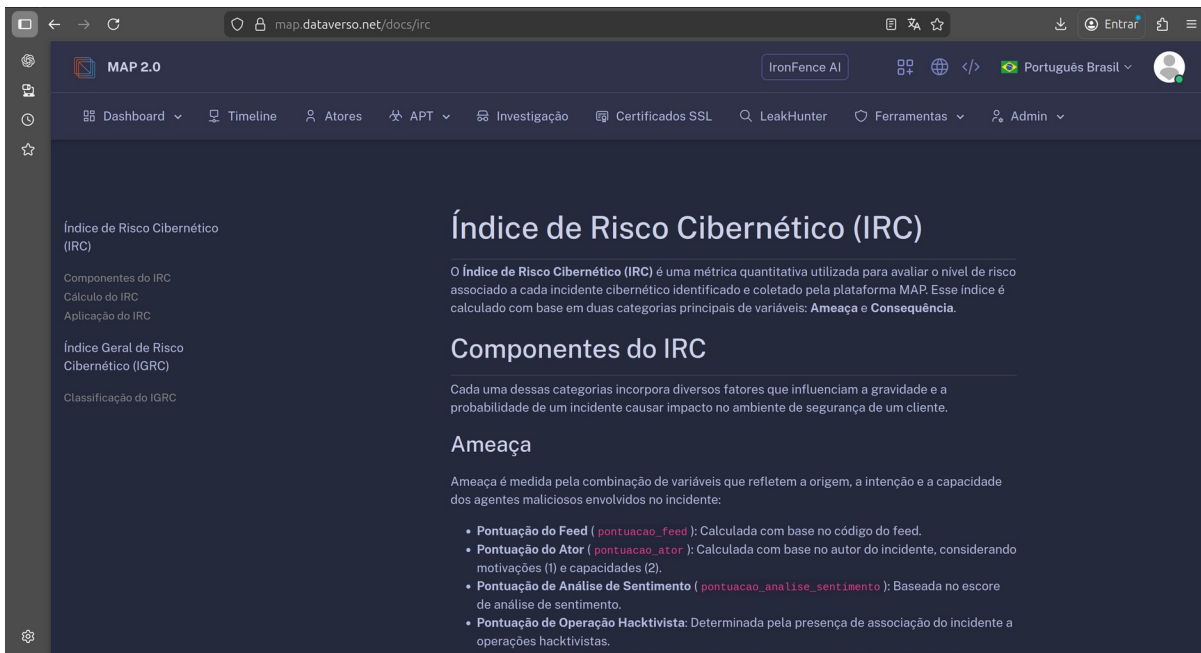 map.dataverso.net/docs/irc
Entrar
MAP 2.0
IronFence AI
</>
Português Brasil
Dashboard
Timeline
Atores
APT
Investigação
Certificados SSL
LeakHunter
Ferramentas
Admin
Índice de Risco Cibernético
(IRC)
Componentes do IRC
Cálculo do IRC
Aplicação do IRC
Índice Geral de Risco
Cibernético (IGRC)
Classificação do IGRC
Índice de Risco Cibernético (IRC)
O Índice de Risco Cibernético (IRC) é uma métrica quantitativa utilizada para avaliar o nível de risco
associado a cada incidente cibernético identificado e coletado pela plataforma MAP. Esse índice é
calculado com base em duas categorias principais de variáveis: Ameaça e Consequência.
Componentes do IRC
Cada uma dessas categorias incorpora diversos fatores que influenciam a gravidade e a
probabilidade de um incidente causar impacto no ambiente de segurança de um cliente.
Ameaça
Ameaça é medida pela combinação de variáveis que refletem a origem, a intenção e a capacidade
dos agentes maliciosos envolvidos no incidente:
• Pontuação do Feed ( pontuacao_feed ): Calculada com base no código do feed.
• Pontuação do Ator ( pontuacao_ator ): Calculada com base no autor do incidente, considerando
motivações (1) e capacidades (2).
• Pontuação de Análise de Sentimento ( pontuacao_analise_sentimento ): Baseada no escore
de análise de sentimento.
• Pontuação de Operação Hacktivista: Determinada pela presença de associação do incidente a
operações hacktivistas.